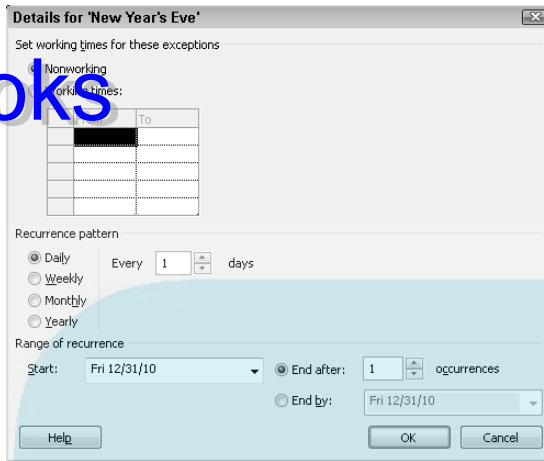 Details for 'New Year's Eve'
Set working times for these exceptions
Nonworking
oks
Working times:
To
Recurrence pattern
Daily
Every 1 days
Weekly
Monthly
Yearly
Range of recurrence
Start: Fri 12/31/10 End after: 1 occurrences
End by: Fri 12/31/10
Help OK Cancel